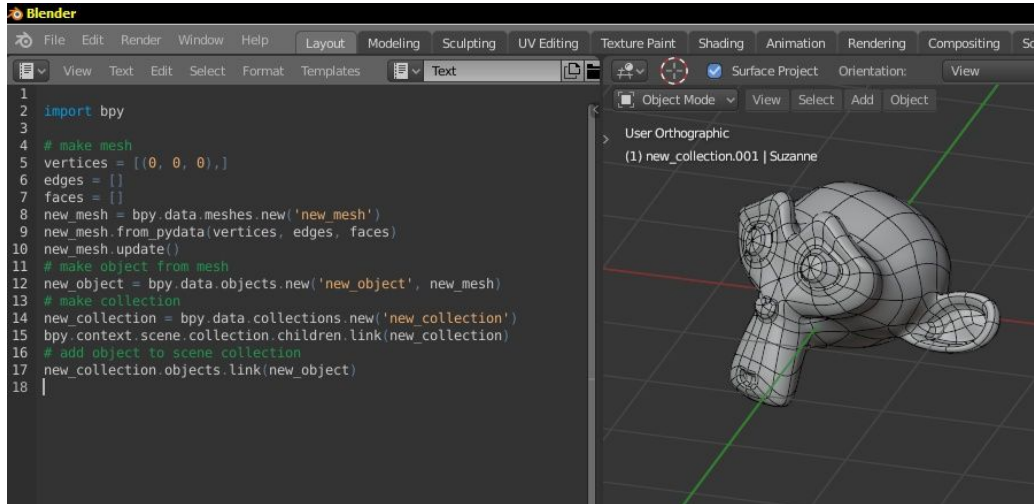 Blender
File Edit Render Window Help Layout Modeling Sculpting UV Editing Texture Paint Shading Animation Rendering Compositing Sc
View Text Edit Select Format Templates Text Surface Project Orientation: View
Object Mode View Select Add Object
User Orthographic
(1) new_collection.001 | Suzanne
1
2 import bpy
3
4 # make mesh
5 vertices = [(0, 0, 0),]
6 edges = []
7 faces = []
8 new_mesh = bpy.data.meshes.new('new_mesh')
9 new_mesh.from_pydata(vertices, edges, faces)
10 new_mesh.update()
11 # make object from mesh
12 new_object = bpy.data.objects.new('new_object', new_mesh)
13 # make collection
14 new_collection = bpy.data.collections.new('new_collection')
15 bpy.context.scene.collection.children.link(new_collection)
16 # add object to scene collection
17 new_collection.objects.link(new_object)
18